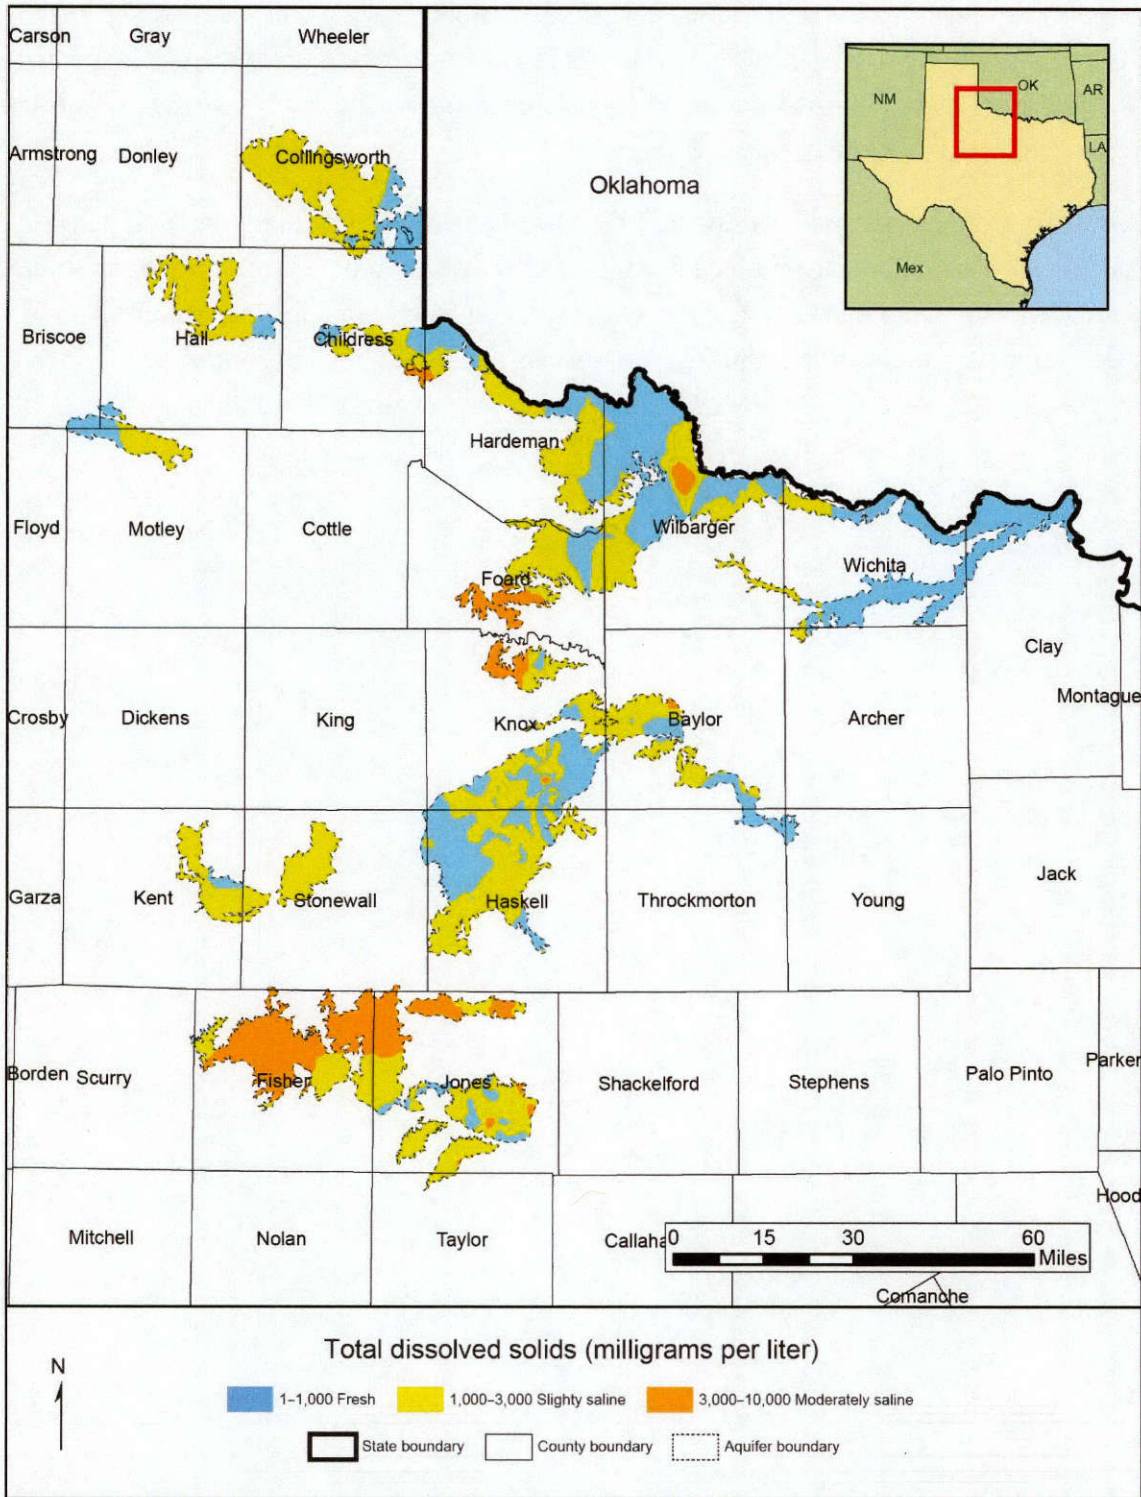 Carson Gray Wheeler
NM OK AR
LA
Mex
Armstrong Donley Collingsworth
Oklahoma
Briscoe Hall Childress
Hardeman
Floyd Motley Cottle Wilbarger
Foard Wichita
Clay
Montague
Crosby Dickens King Knox Baylor Archer
Garza Kent Stonewall Haskell Throckmorton Young Jack
Borden Scurry Fisher Jones Shackelford Stephens Palo Pinto Parker
Hood
Mitchell Nolan Taylor Callaha
0 15 30 60
Miles
Comanche
Total dissolved solids (milligrams per liter)
N
1–1,000 Fresh 1,000–3,000 Slighty saline 3,000–10,000 Moderately saline
State boundary County boundary Aquifer boundary